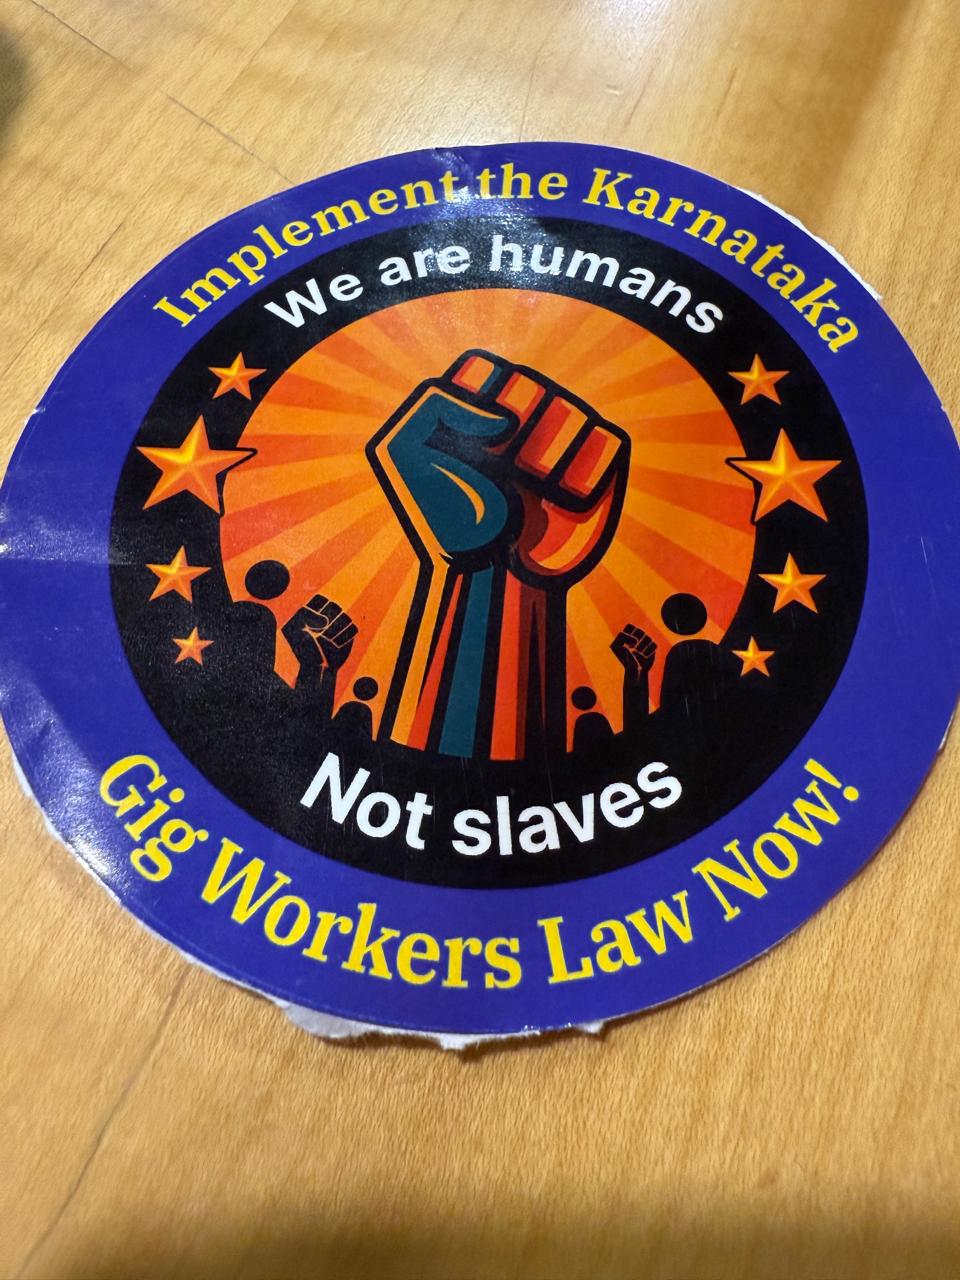 Implement the Karnataka
We are humans
Not slaves
Gig Workers Law Now!